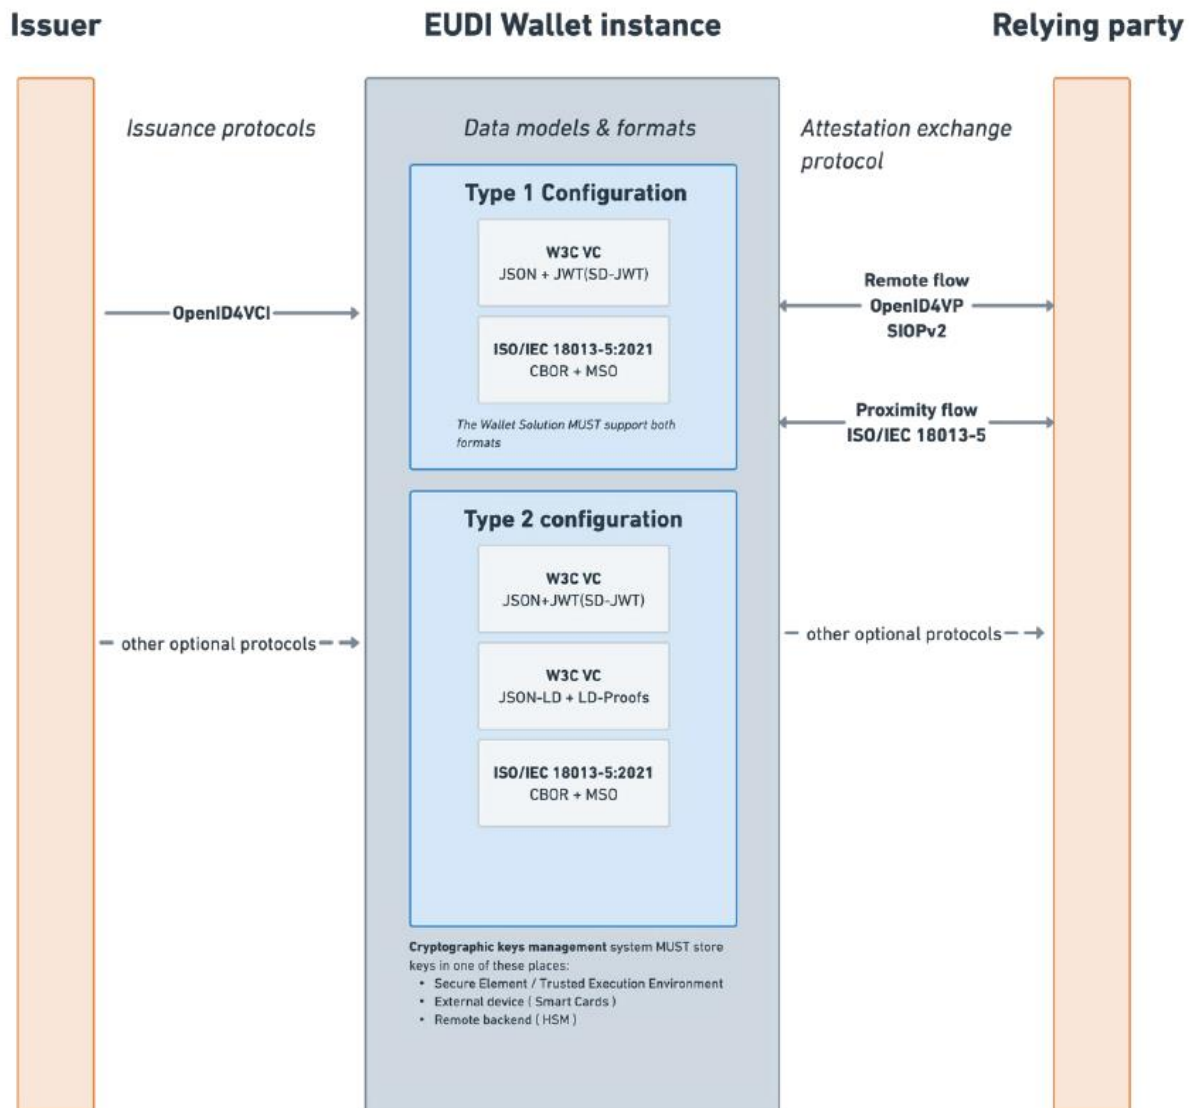 Issuer
EUDI Wallet instance
Relying party
Issuance protocols
Data models & formats
Attestation exchange
protocol
Type 1 Configuration
W3C VC
JSON + JWT(SD-JWT)
OpenID4VCI
ISO/IEC 18013-5:2021
CBOR + MSO
The Wallet Solution MUST support both
formats
Remote flow
OpenID4VP
SIOPv2
Proximity flow
ISO/IEC 18013-5
Type 2 configuration
W3C VC
JSON+JWT(SD-JWT)
other optional protocols
W3C VC
JSON-LD + LD-Proofs
other optional protocols
ISO/IEC 18013-5:2021
CBOR + MSO
Cryptographic keys management system MUST store
keys in one of these places:
• Secure Element / Trusted Execution Environment
• External device ( Smart Cards )
• Remote backend ( HSM )